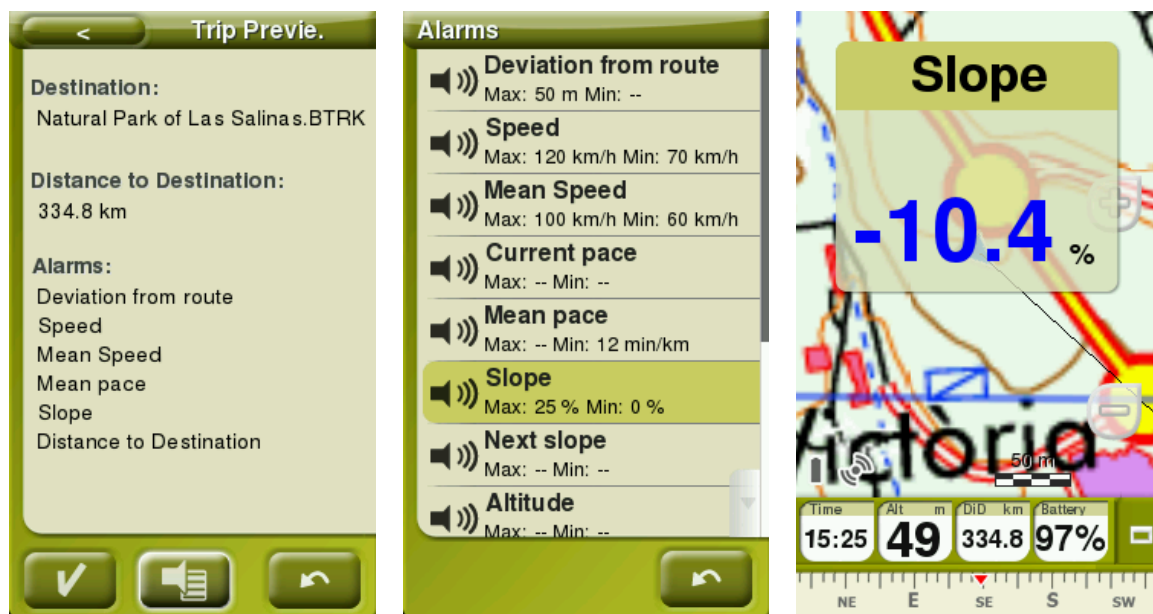 <
Trip Previe.
Destination:
Natural Park of Las Salinas.BTRK
Distance to Destination:
334.8 km
Alarms:
Deviation from route
Speed
Mean Speed
Mean pace
Slope
Distance to Destination
Alarms
Deviation from route
Max: 50 m Min: --
Speed
Max: 120 km/h Min: 70 km/h
Mean Speed
Max: 100 km/h Min: 60 km/h
Current pace
Max: -- Min: --
Mean pace
Max: -- Min: 12 min/km
Slope
Max: 25 % Min: 0 %
Next slope
Max: -- Min: --
Altitude
Max: -- Min: --
Slope
-10.4 %
Victòria
50 m
Time Alt m DiD km Battery
15:25 49 334.8 97%
NE E SE S SW